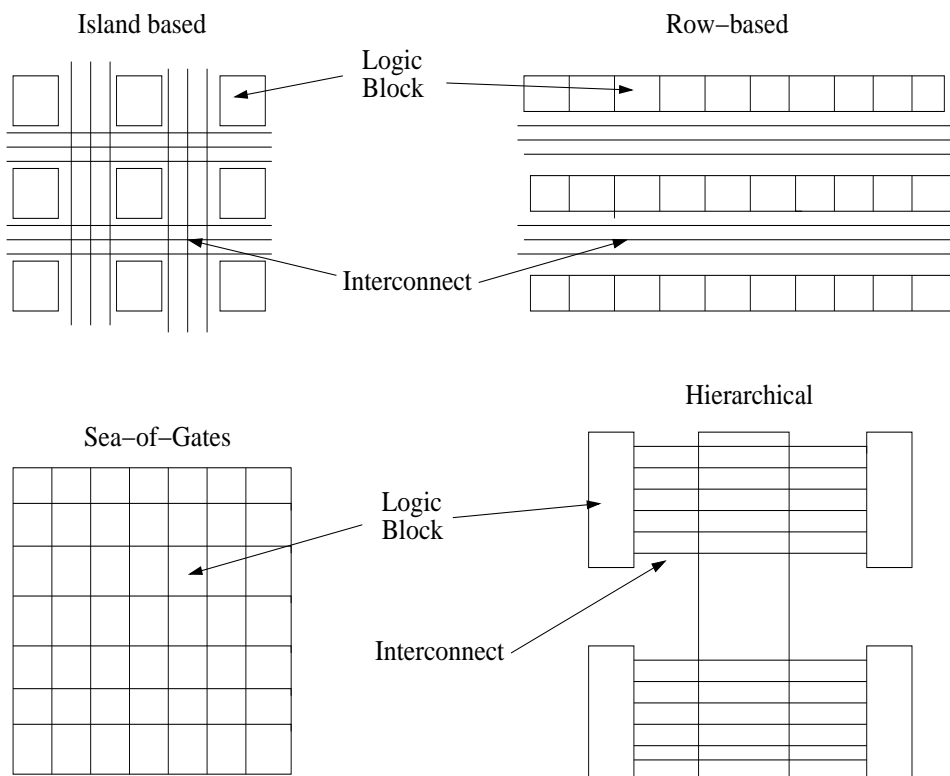 Island based
Row−based
Logic
Block
Interconnect
Hierarchical
Sea−of−Gates
Logic
Block
Interconnect